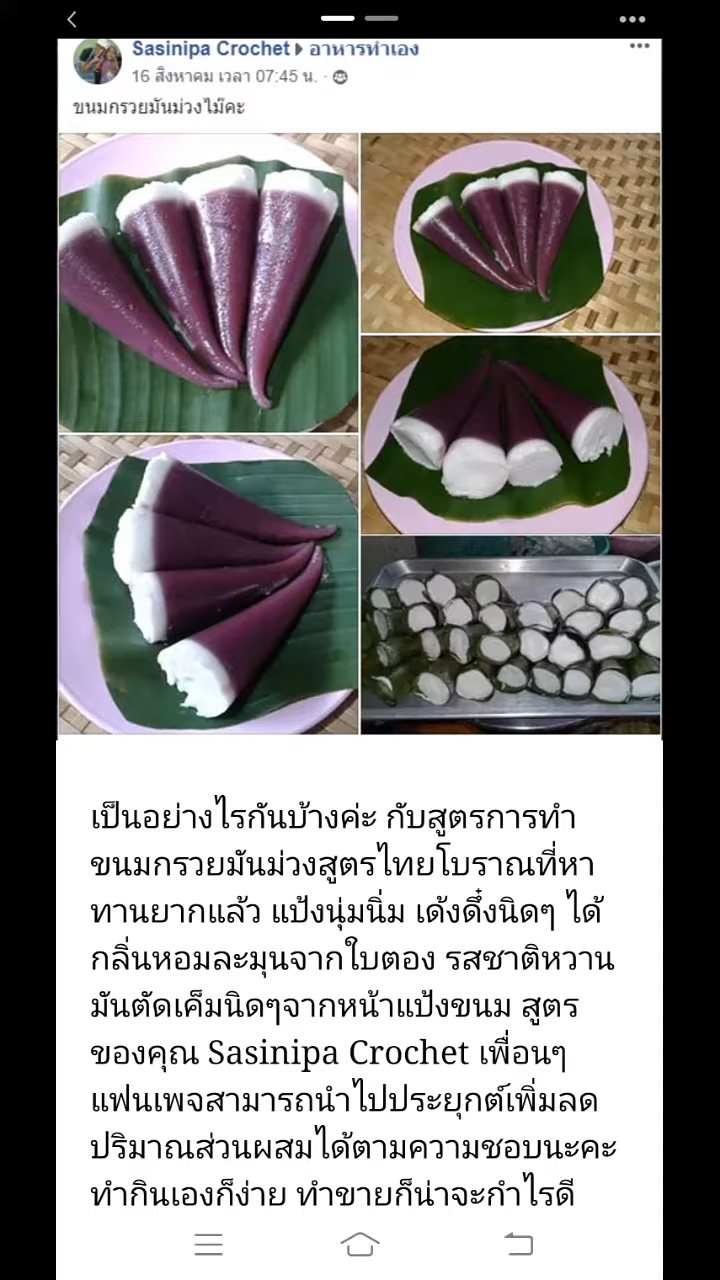 Sasinipa Crochet ▸ อาหารทำเอง
16 สิงหาคม เวลา 07:45 น. ·
ขนมกรวยมันม่วงไม๊คะ
เป็นอย่างไรกันบ้างค่ะ กับสูตรการทำ
ขนมกรวยมันม่วงสูตรไทยโบราณที่หา
ทานยากแล้ว แป้งนุ่มนิ่ม เด้งดึ๋งนิดๆ ได้
กลิ่นหอมละมุนจากใบตอง รสชาติหวาน
มันตัดเค็มนิดๆจากหน้าแป้งขนม สูตร
ของคุณ Sasinipa Crochet เพื่อนๆ
แฟนเพจสามารถนำไปประยุกต์เพิ่มลด
ปริมาณส่วนผสมได้ตามความชอบนะคะ
ทำกินเองก็ง่าย ทำขายก็น่าจะกำไรดี